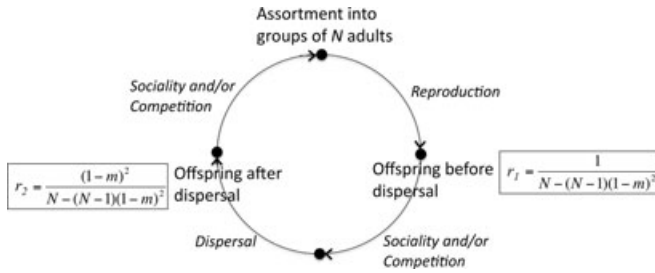 Assortment into
groups of N adults
Sociality and/or
Competition
Reproduction
r₂ = (1−m)² / N−(N−1)(1−m)²
Offspring after
dispersal
Offspring before
dispersal
r₁ = 1 / N−(N−1)(1−m)²
Dispersal
Sociality and/or
Competition